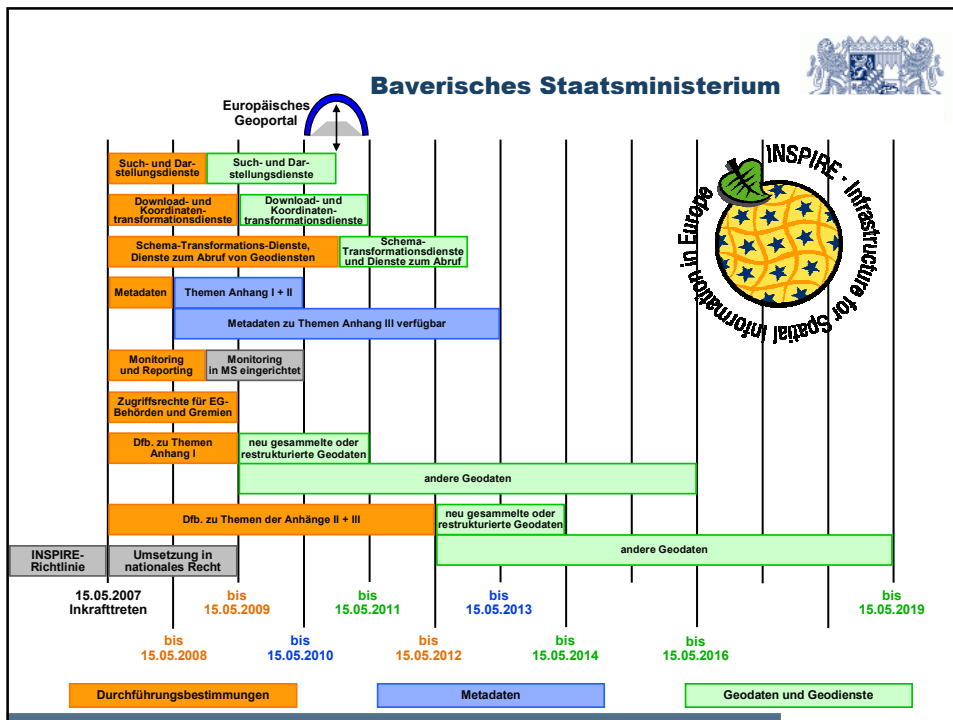 Bayerisches Staatsministerium
Europäisches
Geoportal
Such- und Dar-
stellungsdienste
Such- und Dar-
stellungsdienste
Download- und
Koordinaten-
transformationsdienste
Download- und
Koordinaten-
transformationsdienste
Schema-Transformations-Dienste,
Dienste zum Abruf von Geodiensten
Schema-
Transformationsdienste
und Dienste zum Abruf
Metadaten
Themen Anhang I + II
Metadaten zu Themen Anhang III verfügbar
Monitoring
und Reporting
Monitoring
in MS eingerichtet
Zugriffsrechte für EG-
Behörden und Gremien
Dfb. zu Themen
Anhang I
neu gesammelte oder
restrukturierte Geodaten
andere Geodaten
Dfb. zu Themen der Anhänge II + III
neu gesammelte oder
restrukturierte Geodaten
andere Geodaten
INSPIRE-
Richtlinie
Umsetzung in
nationales Recht
15.05.2007
Inkrafttreten
bis
15.05.2009
bis
15.05.2011
bis
15.05.2013
bis
15.05.2019
bis
15.05.2008
bis
15.05.2010
bis
15.05.2012
bis
15.05.2014
bis
15.05.2016
Durchführungsbestimmungen
Metadaten
Geodaten und Geodienste
INSPIRE - Infrastructure for Spatial Information in Europe